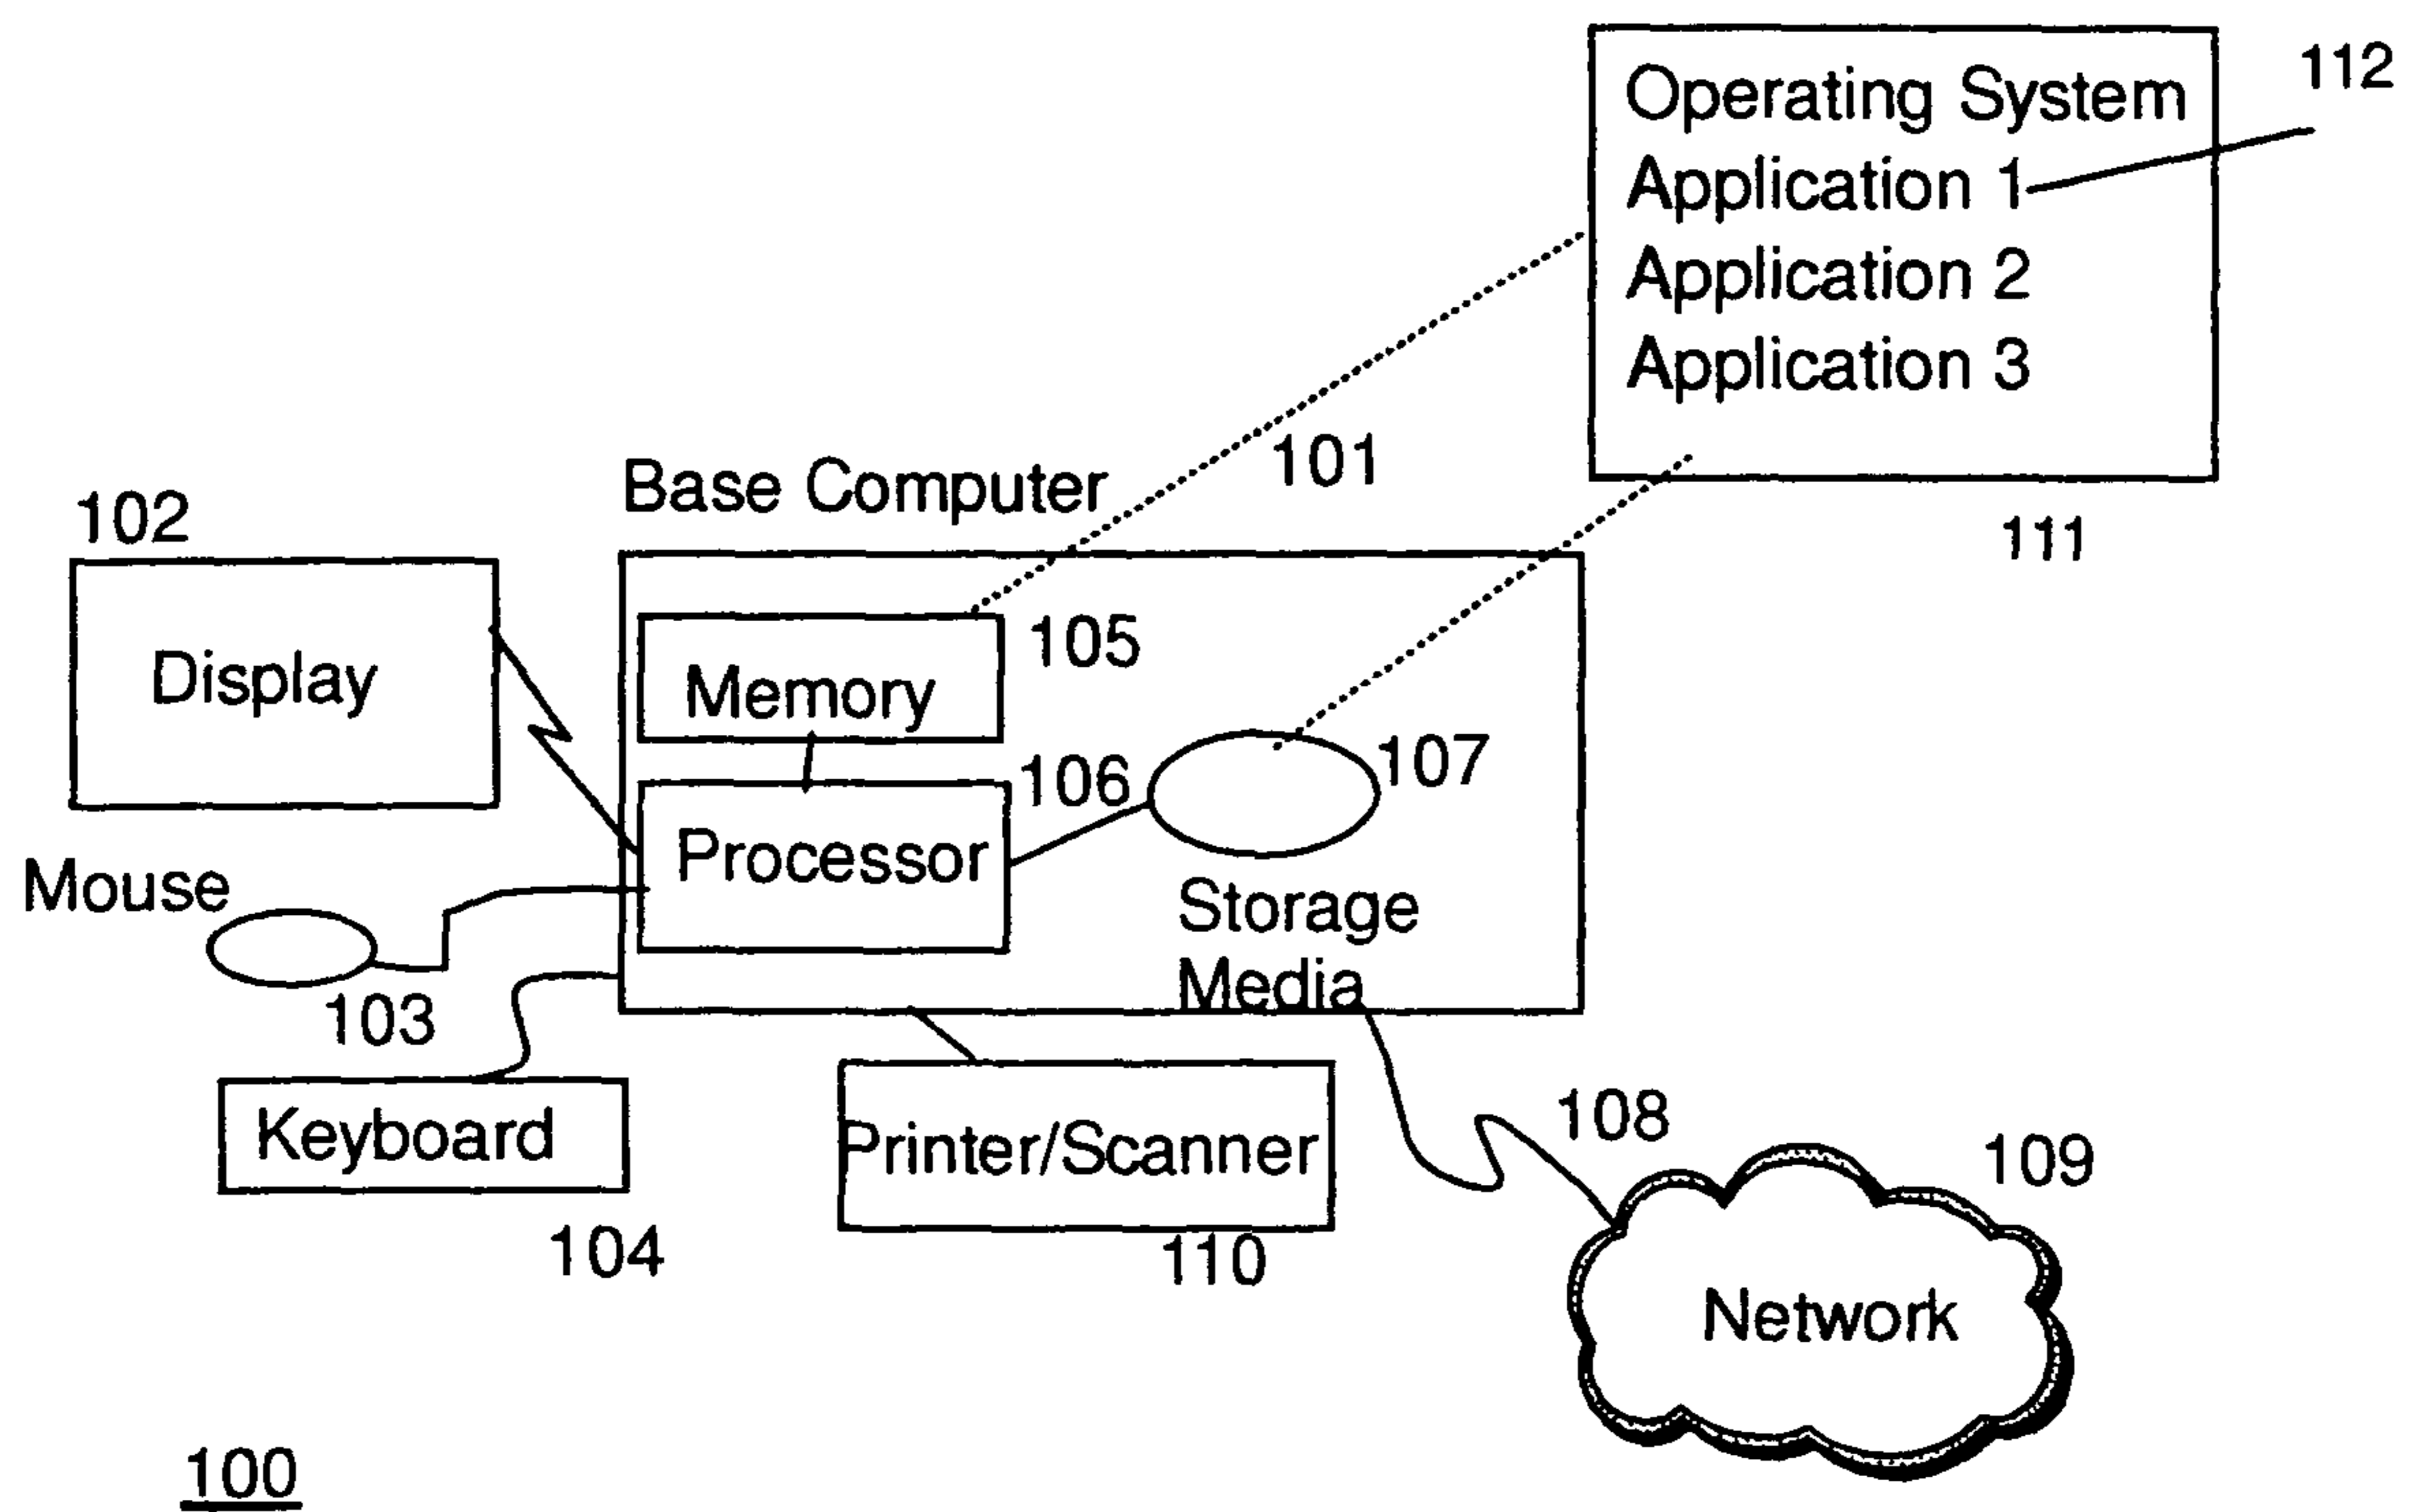 Operating System
112
Application 1
Application 2
Application 3
101
Base Computer
102
111
Display
Memory
105
106
107
Processor
Mouse
Storage
Media
103
Keyboard
104
Printer/Scanner
110
108
109
Network
100